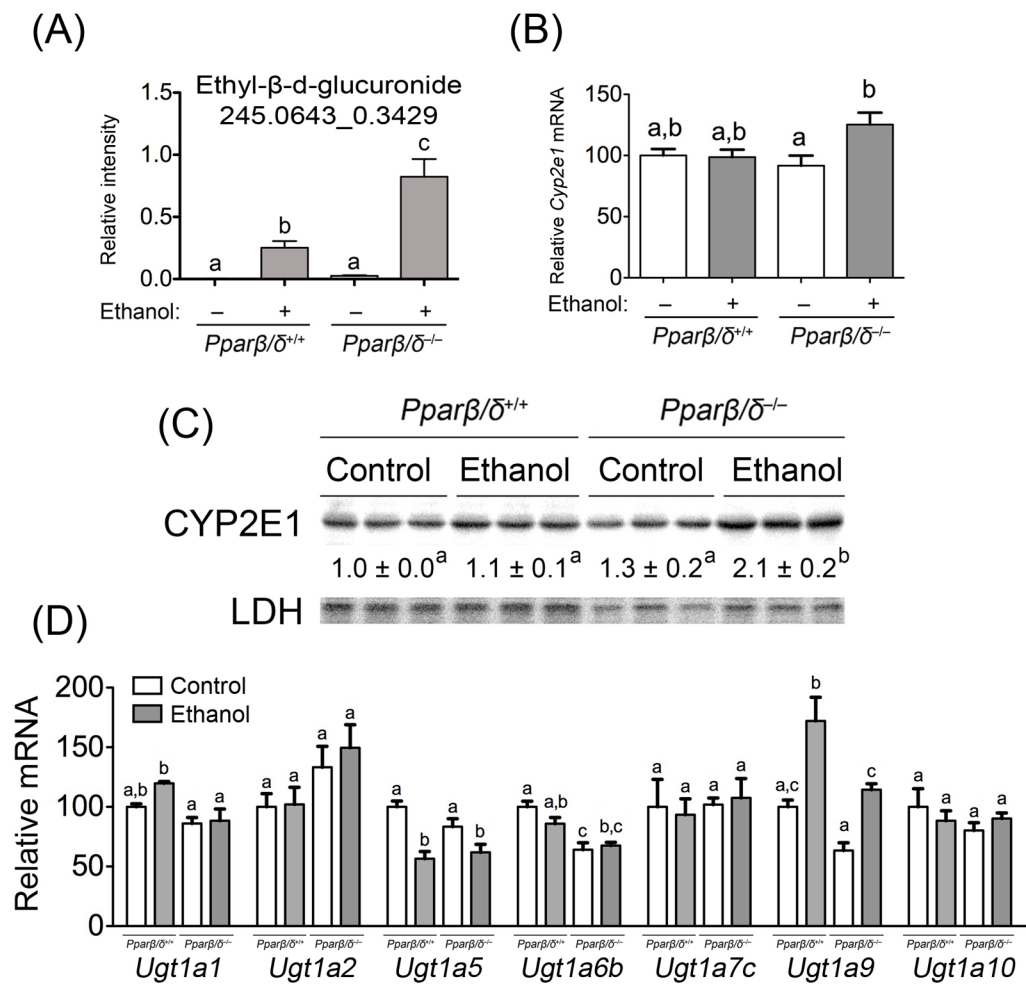 (A)
Ethyl-β-d-glucuronide
245.0643_0.3429
Relative intensity
1.5
1.0
0.5
0.0
a b a c
Ethanol: – + – +
Pparβ/δ+/+ Pparβ/δ–/–
(B)
Relative Cyp2e1 mRNA
150
100
50
0
a,b a,b a b
Ethanol: – + – +
Pparβ/δ+/+ Pparβ/δ–/–
(C)
Pparβ/δ+/+ Pparβ/δ–/–
Control Ethanol Control Ethanol
CYP2E1
1.0 ± 0.0a 1.1 ± 0.1a 1.3 ± 0.2a 2.1 ± 0.2b
LDH
(D)
Relative mRNA
200
150
100
50
0
Control
Ethanol
a,b b a a a a a a a b a b a a,b c b,c a a a a a,c b a c a a a a
Pparβ/δ+/+ Pparβ/δ–/– Pparβ/δ+/+ Pparβ/δ–/– Pparβ/δ+/+ Pparβ/δ–/– Pparβ/δ+/+ Pparβ/δ–/– Pparβ/δ+/+ Pparβ/δ–/– Pparβ/δ+/+ Pparβ/δ–/– Pparβ/δ+/+ Pparβ/δ–/–
Ugt1a1 Ugt1a2 Ugt1a5 Ugt1a6b Ugt1a7c Ugt1a9 Ugt1a10